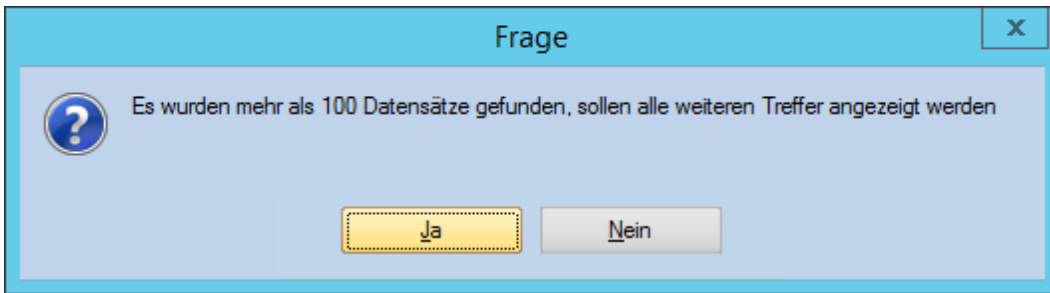 Frage
x
?
Es wurden mehr als 100 Datensätze gefunden, sollen alle weiteren Treffer angezeigt werden
Ja
Nein